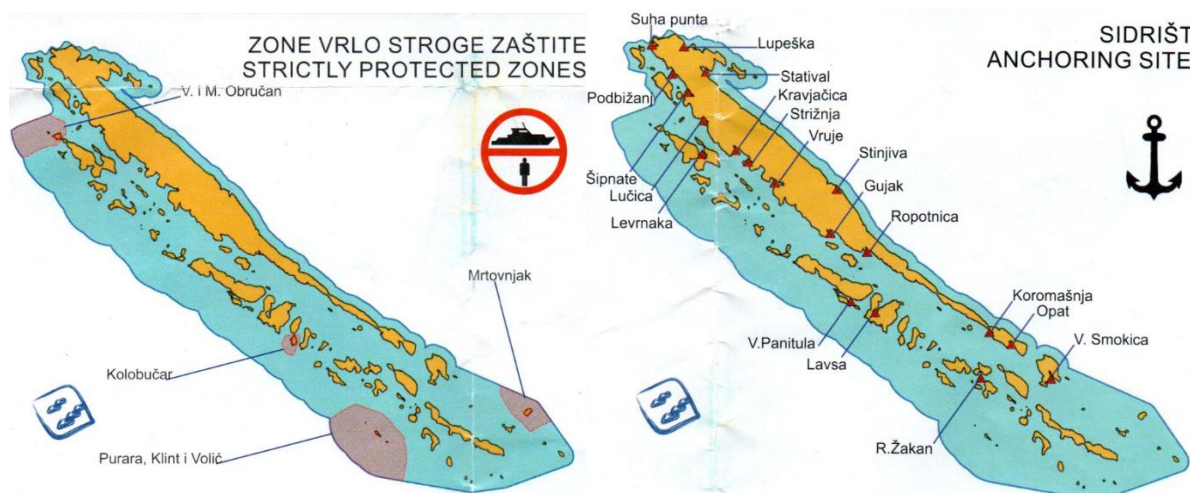 ZONE VRLO STROGE ZAŠTITE
STRICTLY PROTECTED ZONES
V. i M. Obručan
Mrtovnjak
Kolobučar
Purara, Klint i Volić
SIDRIŠT
ANCHORING SITE
Suha punta
Lupeška
Statival
Podbižanj
Kravjačica
Strižnja
Vruje
Stinjiva
Šipnate
Lučica
Gujak
Levrnaka
Ropotnica
Koromašnja
Opat
V.Panitula
V. Smokica
Lavsa
R.Žakan